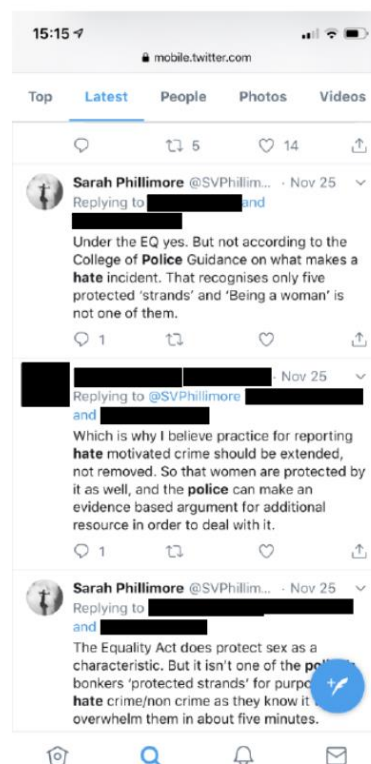 15:15
mobile.twitter.com
Top Latest People Photos Videos
5 14
Sarah Phillimore @SVPhillim... · Nov 25
Replying to and
Under the EQ yes. But not according to the
College of Police Guidance on what makes a
hate incident. That recognises only five
protected 'strands' and 'Being a woman' is
not one of them.
1
· Nov 25
Replying to @SVPhillimore
and
Which is why I believe practice for reporting
hate motivated crime should be extended,
not removed. So that women are protected by
it as well, and the police can make an
evidence based argument for additional
resource in order to deal with it.
1
Sarah Phillimore @SVPhillim... · Nov 25
Replying to
and
The Equality Act does protect sex as a
characteristic. But it isn't one of the
bonkers 'protected strands' for
hate crime/non crime as they know it
overwhelm them in about five minutes.